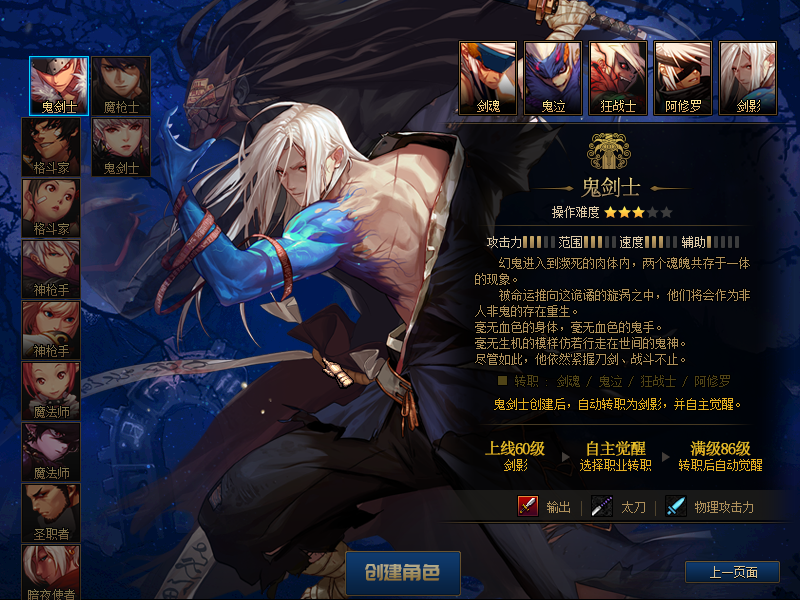 鬼剑士
魔枪士
格斗家
鬼剑士
格斗家
神枪手
神枪手
魔法师
魔法师
圣职者
暗夜使者
剑魂
鬼泣
狂战士
阿修罗
剑影
鬼剑士
操作难度
攻击力 范围 速度 辅助
幻鬼进入到濒死的肉体内，两个魂魄共存于一体
的现象。
被命运推向这诡谲的漩涡之中，他们将会作为非
人非鬼的存在重生。
毫无血色的身体，毫无血色的鬼手。
毫无生机的模样仿若行走在世间的鬼神。
尽管如此，他依然紧握刀剑、战斗不止。
转职 : 剑魂 / 鬼泣 / 狂战士 / 阿修罗
鬼剑士创建后，自动转职为剑影，并自主觉醒。
上线60级 自主觉醒 满级86级
剑影 选择职业转职 转职后自动觉醒
输出 太刀 物理攻击力
创建角色
上一页面